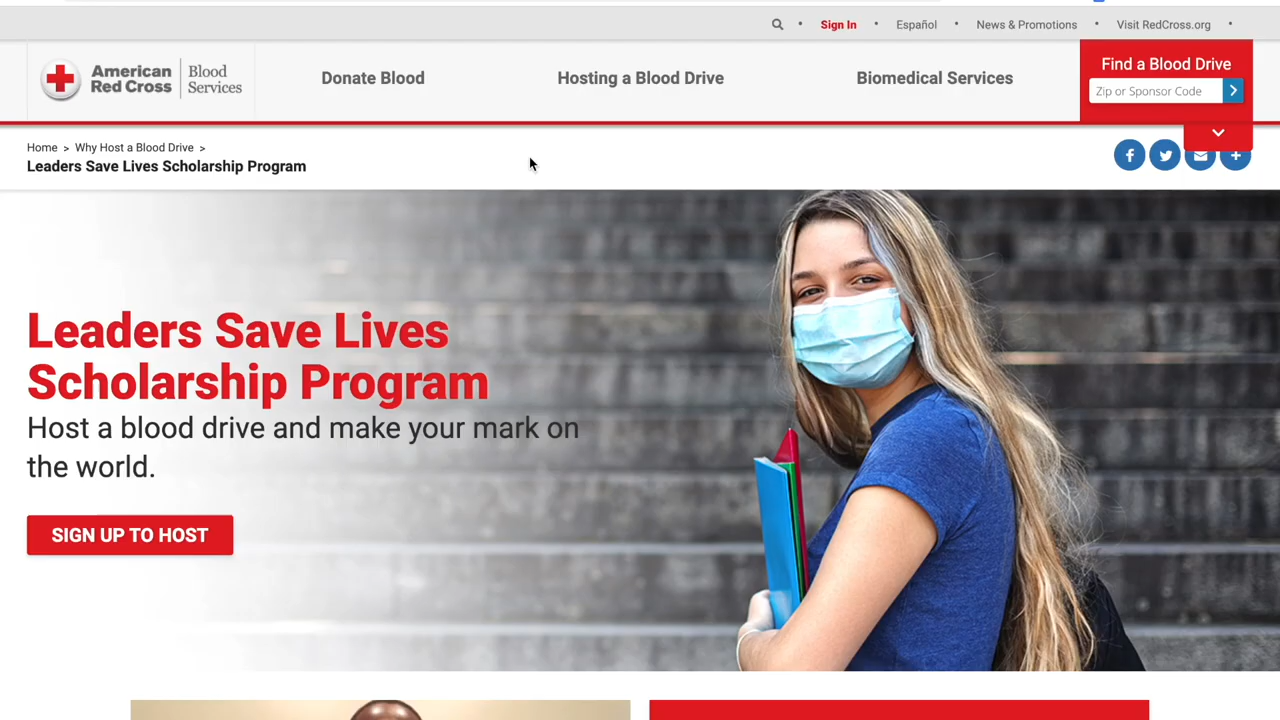 Sign In
Español
News & Promotions
Visit RedCross.org
American
Red Cross
Blood
Services
Donate Blood
Hosting a Blood Drive
Biomedical Services
Find a Blood Drive
Zip or Sponsor Code
Home > Why Host a Blood Drive >
Leaders Save Lives Scholarship Program
Leaders Save Lives
Scholarship Program
Host a blood drive and make your mark on
the world.
SIGN UP TO HOST